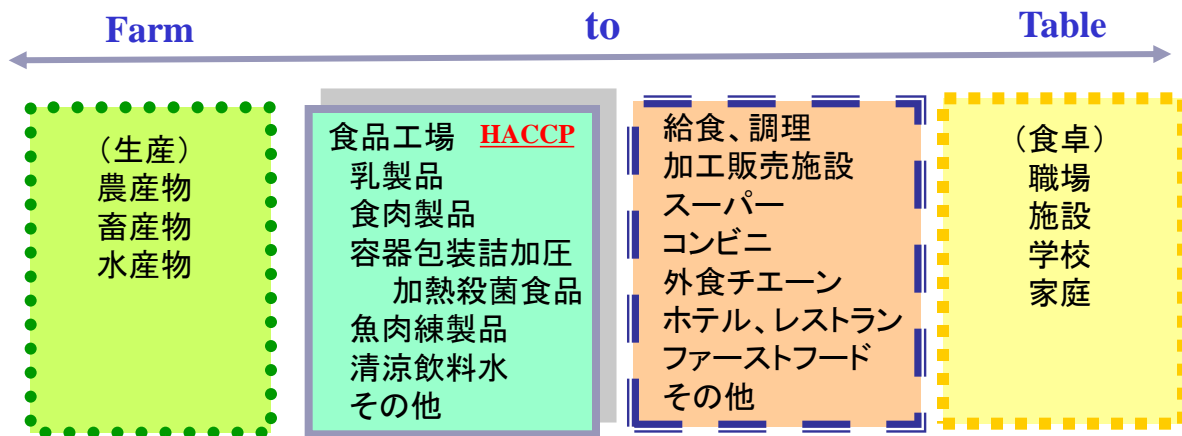 Farm to Table
（生産）
農産物
畜産物
水産物
食品工場 HACCP
乳製品
食肉製品
容器包装詰加圧
加熱殺菌食品
魚肉練製品
清涼飲料水
その他
給食、調理
加工販売施設
スーパー
コンビニ
外食チエーン
ホテル、レストラン
ファーストフード
その他
（食卓）
職場
施設
学校
家庭